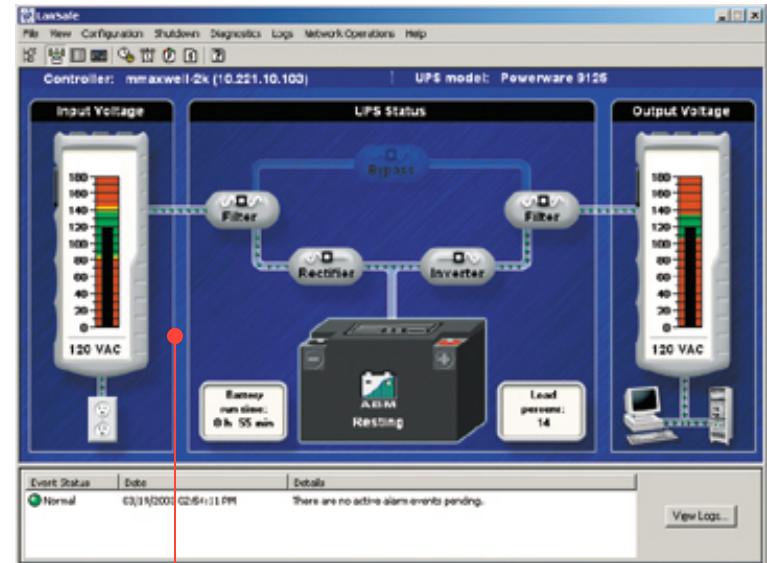 LanSafe
File View Configuration Shutdown Diagnostics Logs Network Operations Help
Controller: mmaxwell-2k (10.221.10.103) UPS model: Powerware 9125
Input Voltage
UPS Status
Output Voltage
180
160
140
120
100
80
60
40
20
0
120 VAC
Bypass
Filter
Filter
Rectifier
Inverter
ABM
Resting
Battery
run time:
0 h 55 min
Load
percent:
14
180
160
140
120
100
80
60
40
20
0
120 VAC
Event Status Date Details
Normal 02:54:11 PM There are no active alarm events pending.
View Logs...